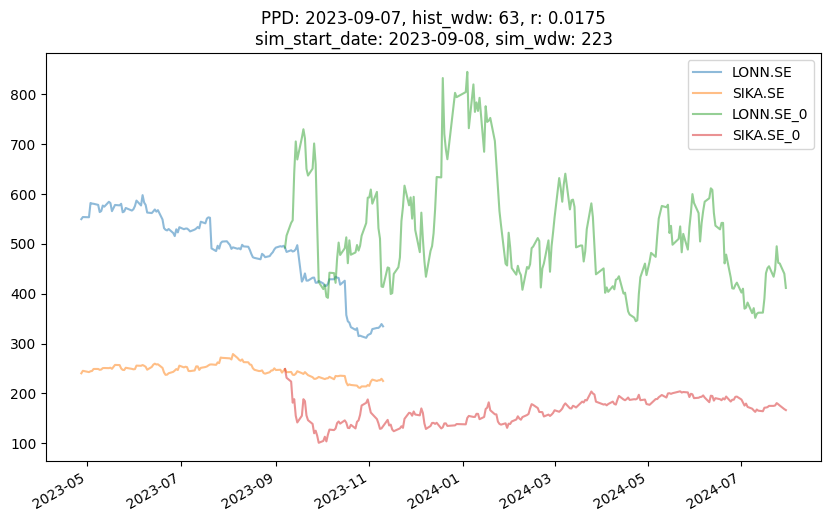 PPD: 2023-09-07, hist_wdw: 63, r: 0.0175
sim_start_date: 2023-09-08, sim_wdw: 223
LONN.SE
SIKA.SE
LONN.SE_0
SIKA.SE_0
800
700
600
500
400
300
200
100
2023-05
2023-07
2023-09
2023-11
2024-01
2024-03
2024-05
2024-07